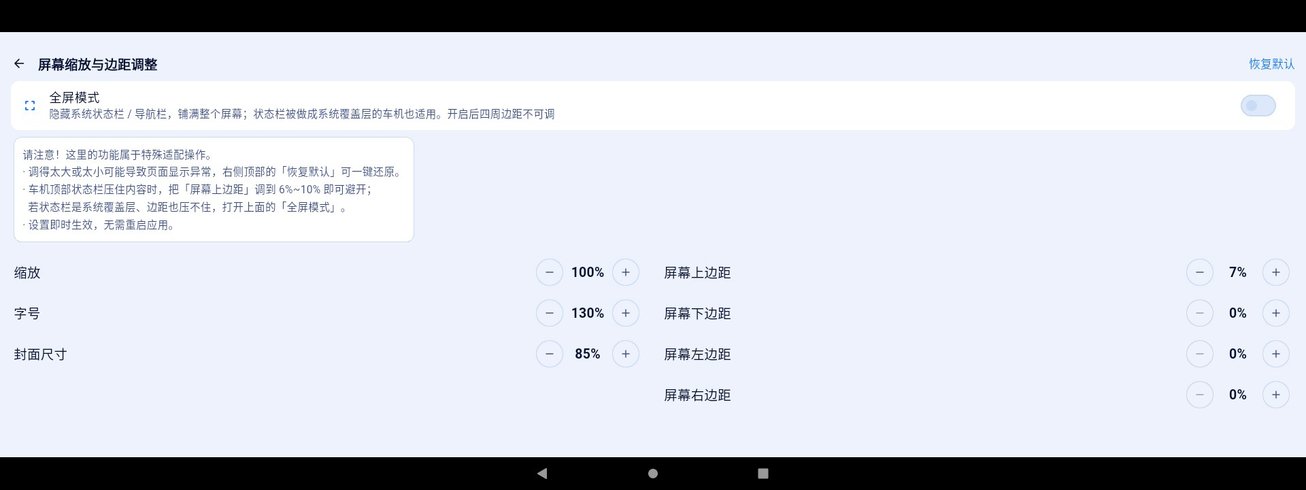 屏幕缩放与边距调整
恢复默认
全屏模式
隐藏系统状态栏 / 导航栏，铺满整个屏幕；状态栏被做成系统覆盖层的车机也适用。开启后四周边距不可调
请注意！这里的功能属于特殊适配操作。
· 调得太大或太小可能导致页面显示异常，右侧顶部的「恢复默认」可一键还原。
· 车机顶部状态栏压住内容时，把「屏幕上边距」调到 6%~10% 即可避开；
若状态栏是系统覆盖层、边距也压不住，打开上面的「全屏模式」。
· 设置即时生效，无需重启应用。
缩放 − 100% +
屏幕上边距 − 7% +
字号 − 130% +
屏幕下边距 − 0% +
封面尺寸 − 85% +
屏幕左边距 − 0% +
屏幕右边距 − 0% +